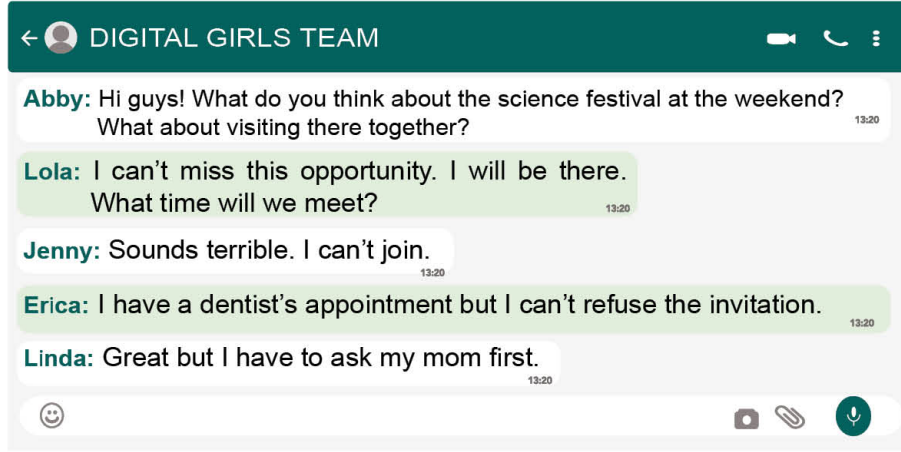 DIGITAL GIRLS TEAM
Abby: Hi guys! What do you think about the science festival at the weekend?
What about visiting there together?
13:20
Lola: I can't miss this opportunity. I will be there.
What time will we meet?
13:20
Jenny: Sounds terrible. I can't join.
13:20
Erica: I have a dentist's appointment but I can't refuse the invitation.
13:20
Linda: Great but I have to ask my mom first.
13:20